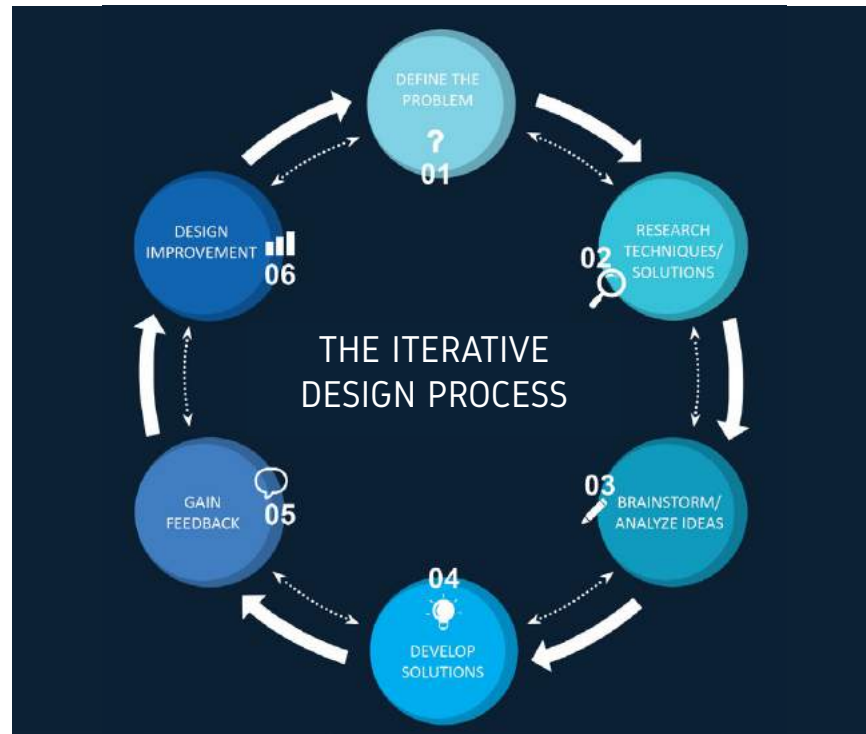 DEFINE THE
PROBLEM
?
01
RESEARCH
TECHNIQUES/
SOLUTIONS
02
03
BRAINSTORM/
ANALYZE IDEAS
04
DEVELOP
SOLUTIONS
GAIN
FEEDBACK
05
DESIGN
IMPROVEMENT
06
THE ITERATIVE
DESIGN PROCESS